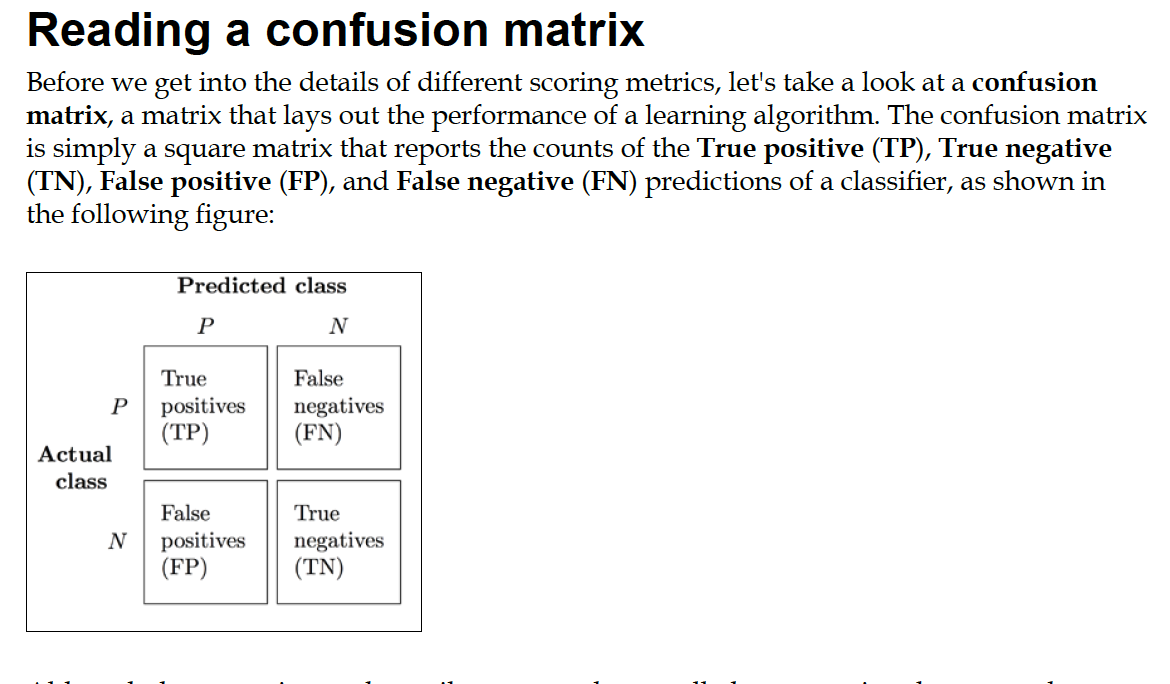 Reading a confusion matrix
Before we get into the details of different scoring metrics, let's take a look at a confusion
matrix, a matrix that lays out the performance of a learning algorithm. The confusion matrix
is simply a square matrix that reports the counts of the True positive (TP), True negative
(TN), False positive (FP), and False negative (FN) predictions of a classifier, as shown in
the following figure:
Predicted class
P N
True False
P positives negatives
(TP) (FN)
Actual
class
False True
N positives negatives
(FP) (TN)